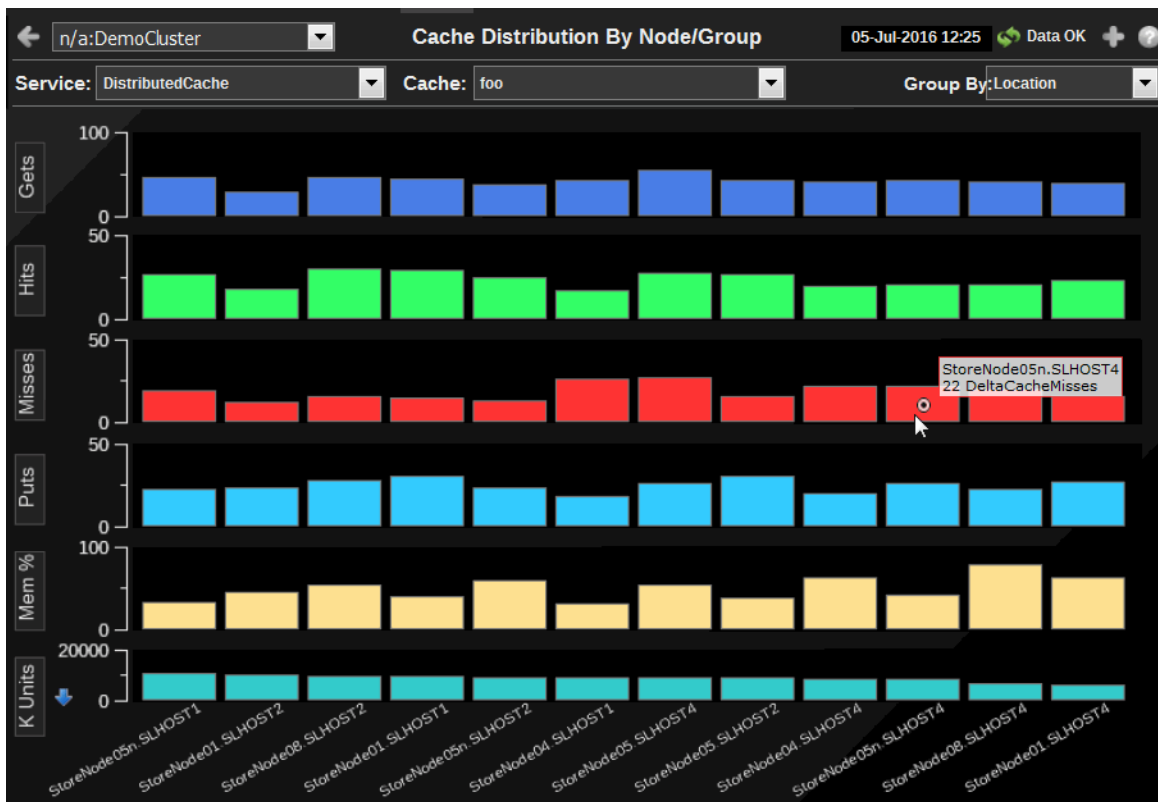 n/a:DemoCluster
Cache Distribution By Node/Group
05-Jul-2016 12:25
Data OK
?
Service: DistributedCache
Cache: foo
Group By: Location
Gets
100
0
Hits
50
0
Misses
50
0
StoreNode05n.SLHOST4
22 DeltaCacheMisses
Puts
50
0
Mem %
100
0
K Units
20000
0
StoreNode05n.SLHOST1
StoreNode01.SLHOST2
StoreNode08.SLHOST2
StoreNode01.SLHOST1
StoreNode05n.SLHOST2
StoreNode04.SLHOST1
StoreNode05.SLHOST4
StoreNode05.SLHOST2
StoreNode04.SLHOST4
StoreNode05n.SLHOST4
StoreNode08.SLHOST4
StoreNode01.SLHOST4